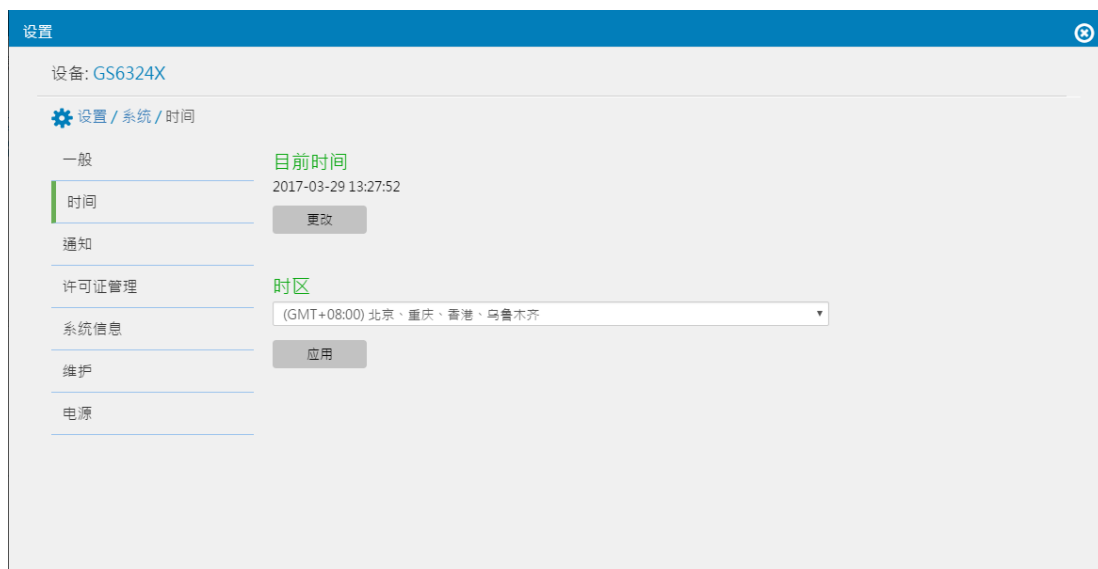 设置
设备: GS6324X
设置 / 系统 / 时间
一般
时间
通知
许可证管理
系统信息
维护
电源
目前时间
2017-03-29 13:27:52
更改
时区
(GMT+08:00) 北京、重庆、香港、乌鲁木齐
应用